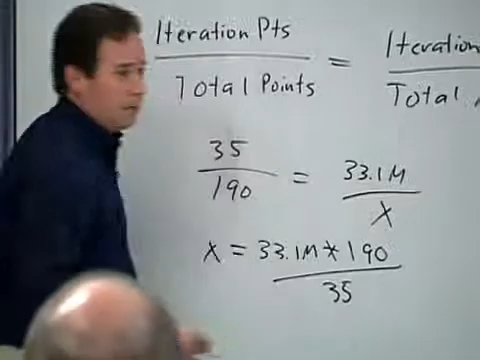 Iteration Pts = Iteration
Total Points Total
35 = 33.1M
190 X
X = 33.1M * 190
35